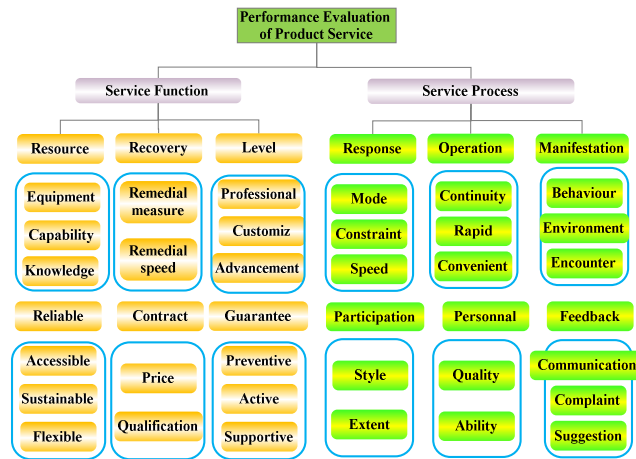 Performance Evaluation
of Product Service
Service Function
Service Process
Resource
Recovery
Level
Response
Operation
Manifestation
Equipment
Capability
Knowledge
Remedial
measure
Remedial
speed
Professional
Customiz
Advancement
Mode
Constraint
Speed
Continuity
Rapid
Convenient
Behaviour
Environment
Encounter
Reliable
Contract
Guarantee
Participation
Personnal
Feedback
Accessible
Sustainable
Flexible
Price
Qualification
Preventive
Active
Supportive
Style
Extent
Quality
Ability
Communication
Complaint
Suggestion